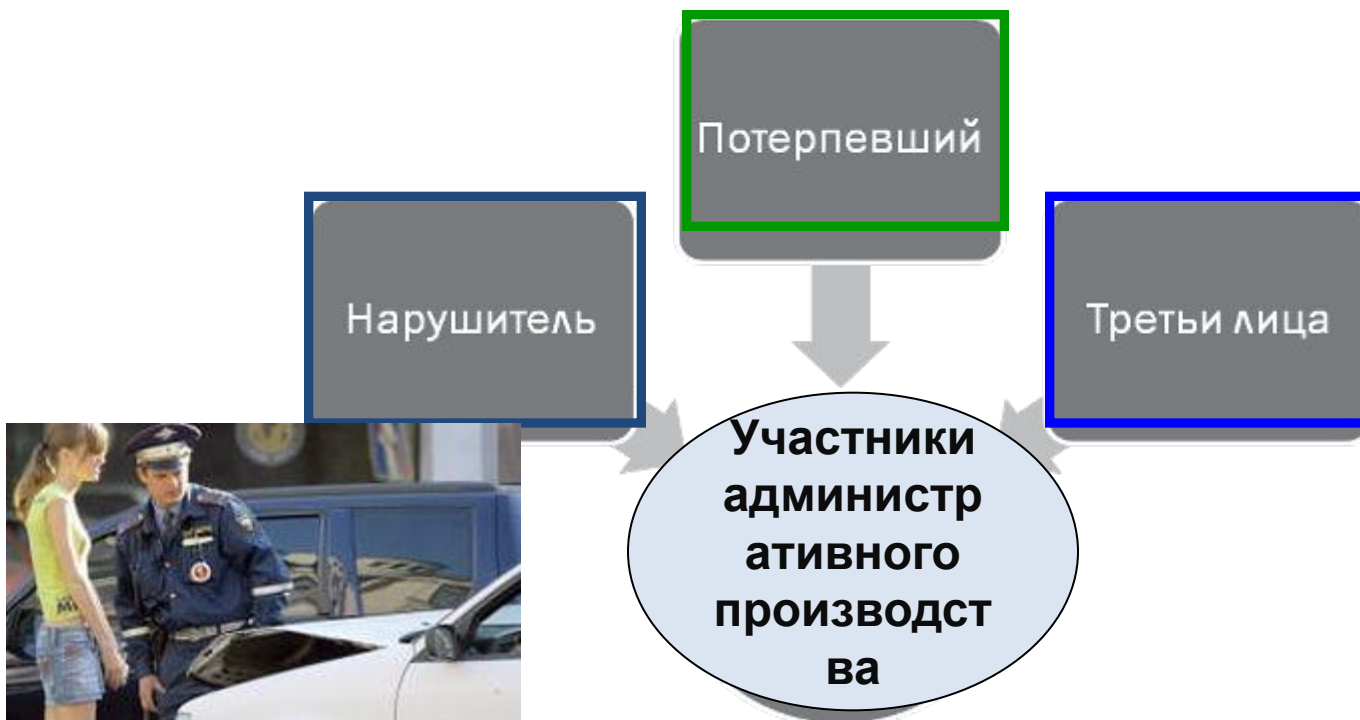 Потерпевший
Нарушитель
Третьи лица
Участники
администр
ативного
производст
ва